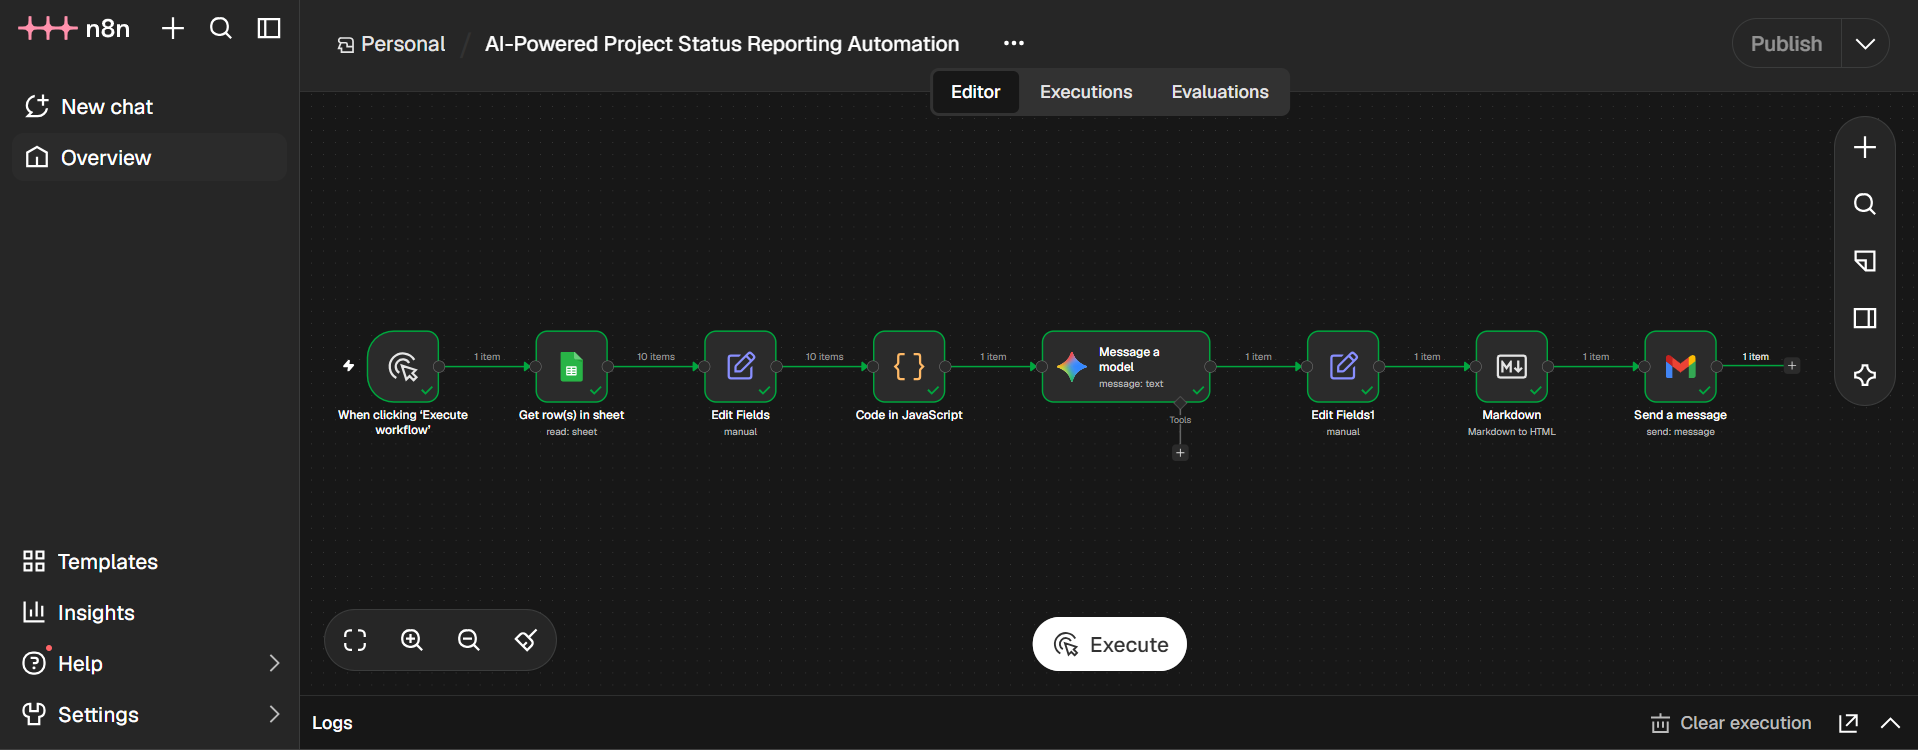 n8n
Personal / AI-Powered Project Status Reporting Automation
Publish
Editor Executions Evaluations
New chat
Overview
1 item 10 items 10 items 1 item 1 item 1 item 1 item 1 item
When clicking ‘Execute
workflow’
Get row(s) in sheet
read: sheet
Edit Fields
manual
{ }
Code in JavaScript
Message a
model
message: text
Tools
Edit Fields1
manual
M
Markdown
Markdown to HTML
Send a message
send: message
Templates
Insights
Help
Settings
Execute
Logs
Clear execution